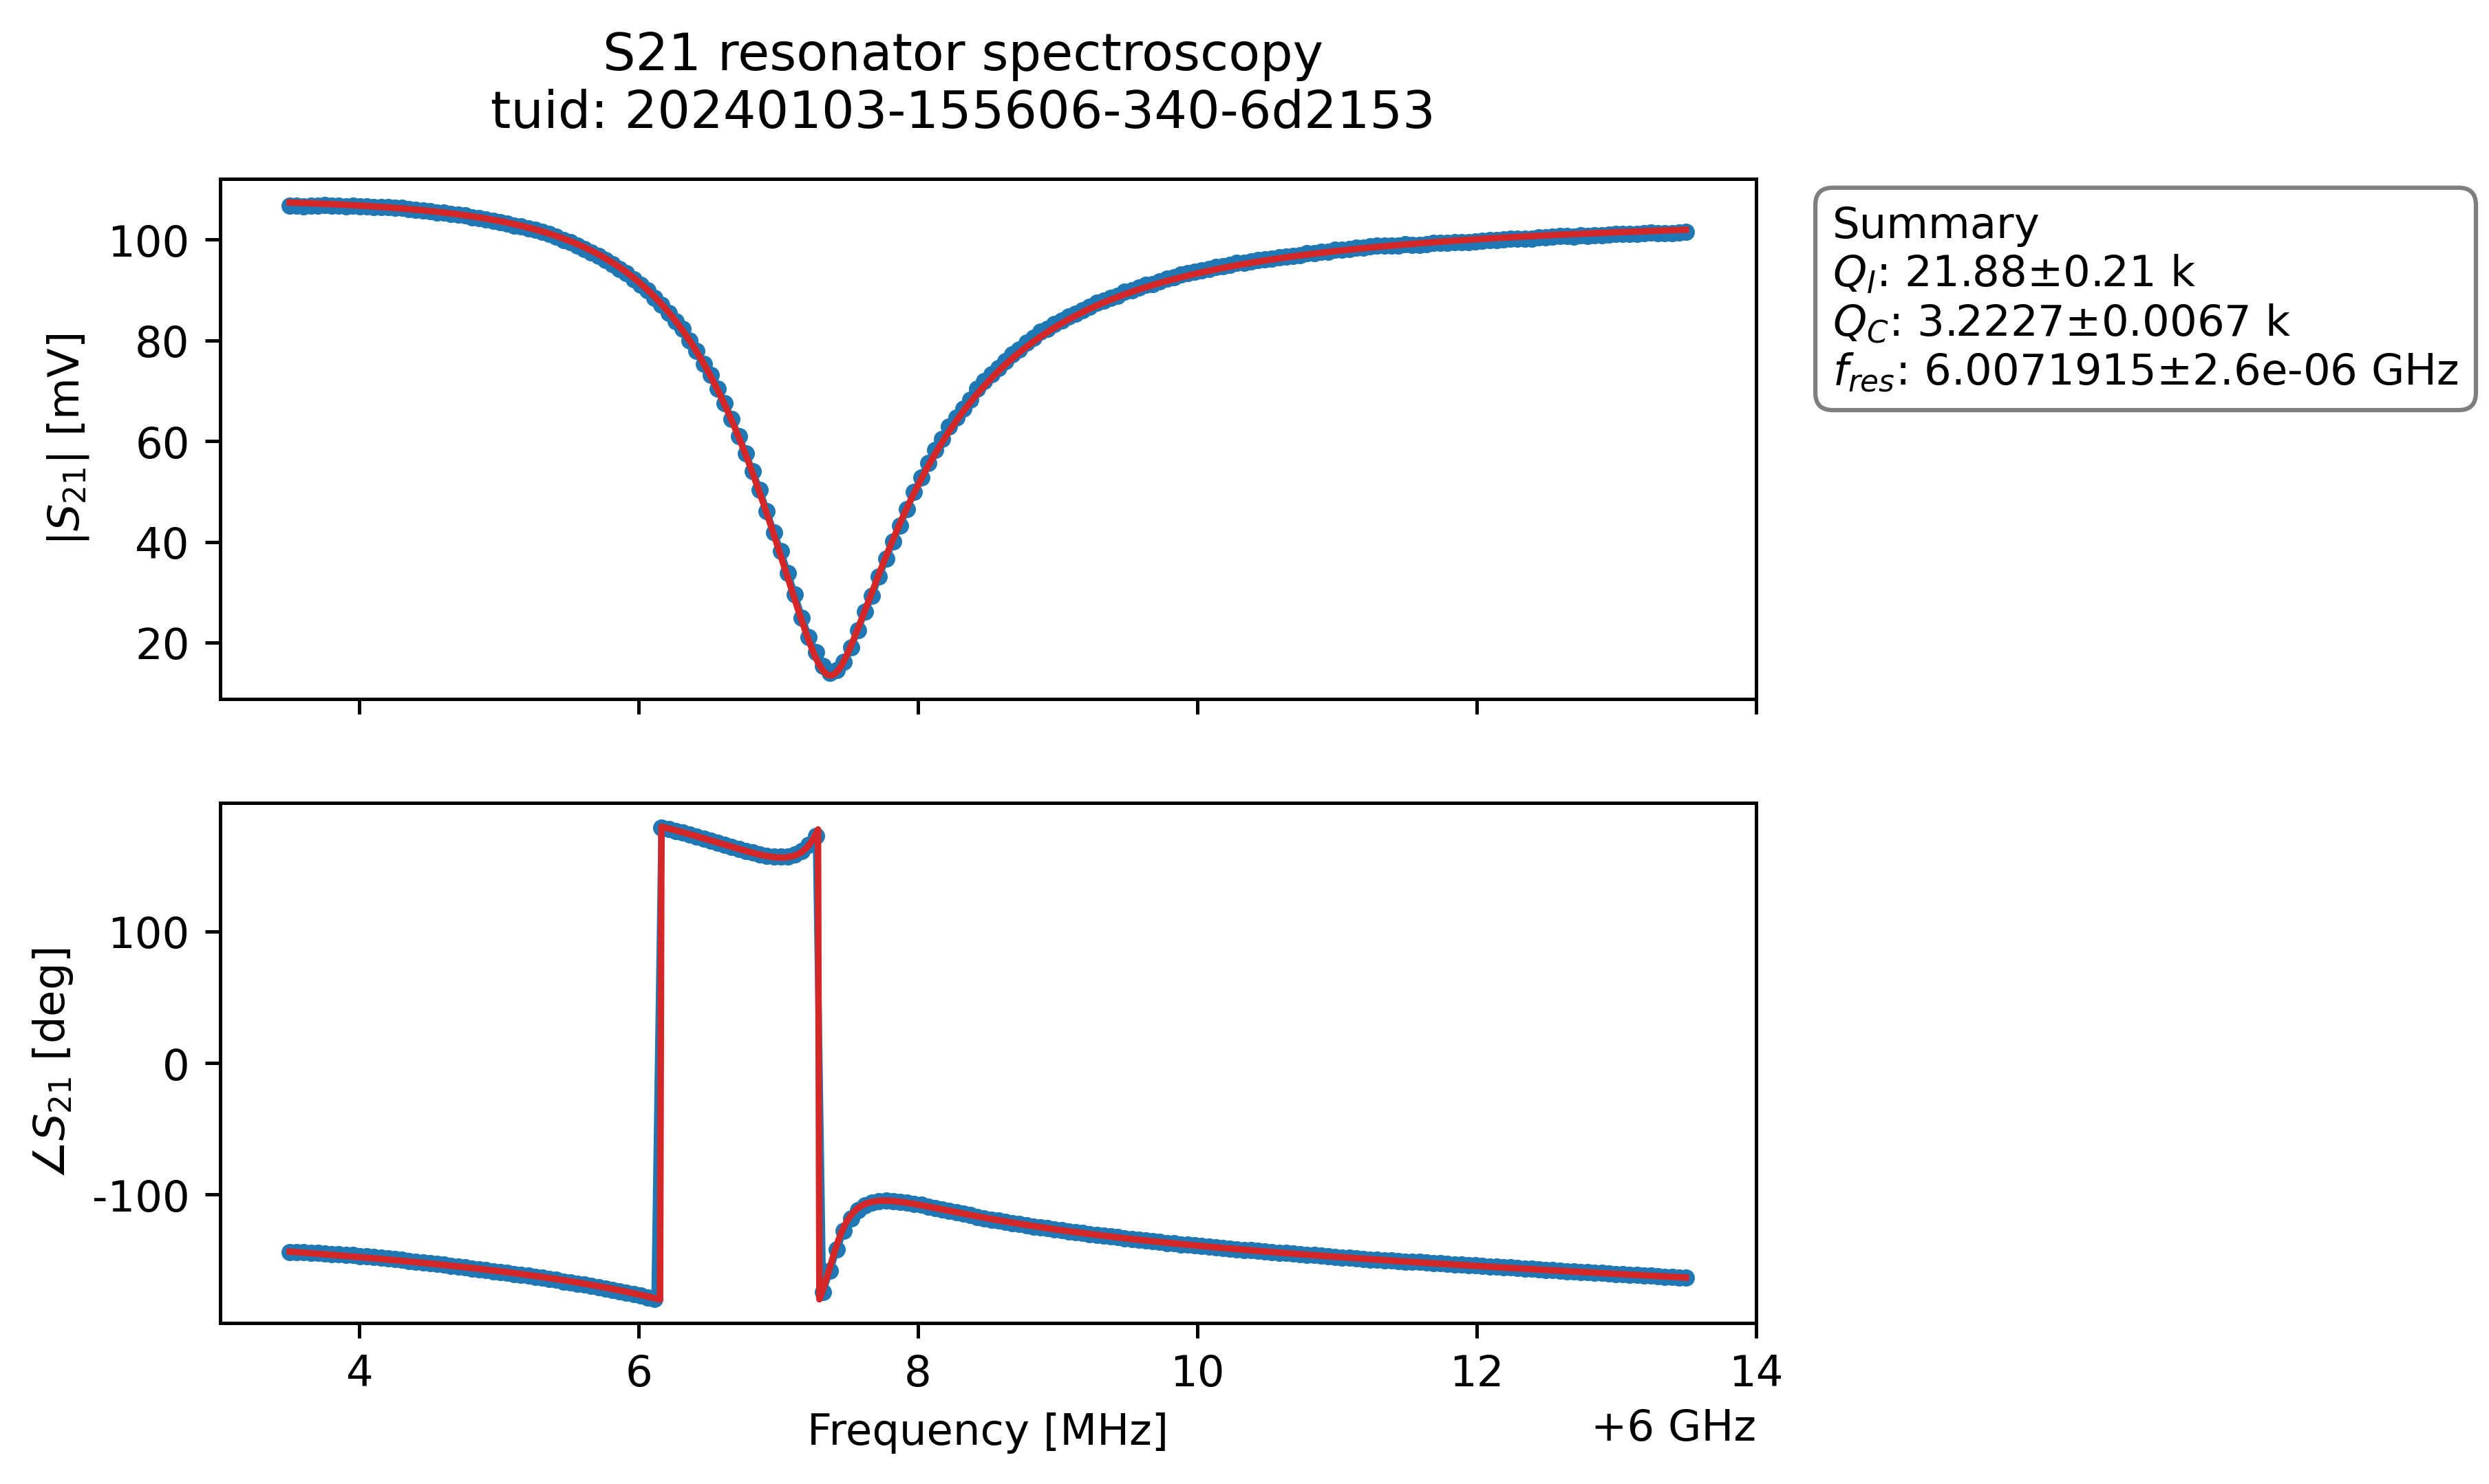 S21 resonator spectroscopy
tuid: 20240103-155606-340-6d2153
|S21| [mV]
100
80
60
40
20
Summary
QI: 21.88±0.21 k
QC: 3.2227±0.0067 k
fres: 6.0071915±2.6e-06 GHz
∠S21 [deg]
100
0
-100
4 6 8 10 12 14
Frequency [MHz]
+6 GHz